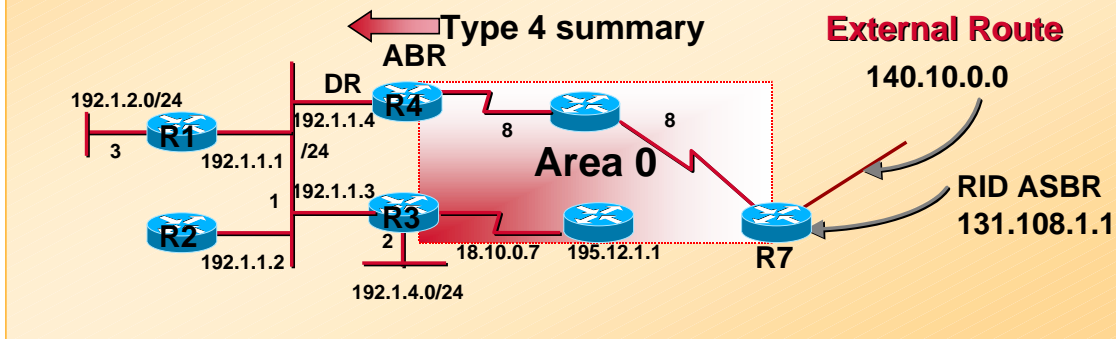 Type 4 summary
External Route
ABR
140.10.0.0
DR
R4
192.1.2.0/24
R1
192.1.1.4
8
8
3
192.1.1.1
/24
Area 0
RID ASBR
131.108.1.1
192.1.1.3
1
R3
R2
2
18.10.0.7
195.12.1.1
R7
192.1.1.2
192.1.4.0/24